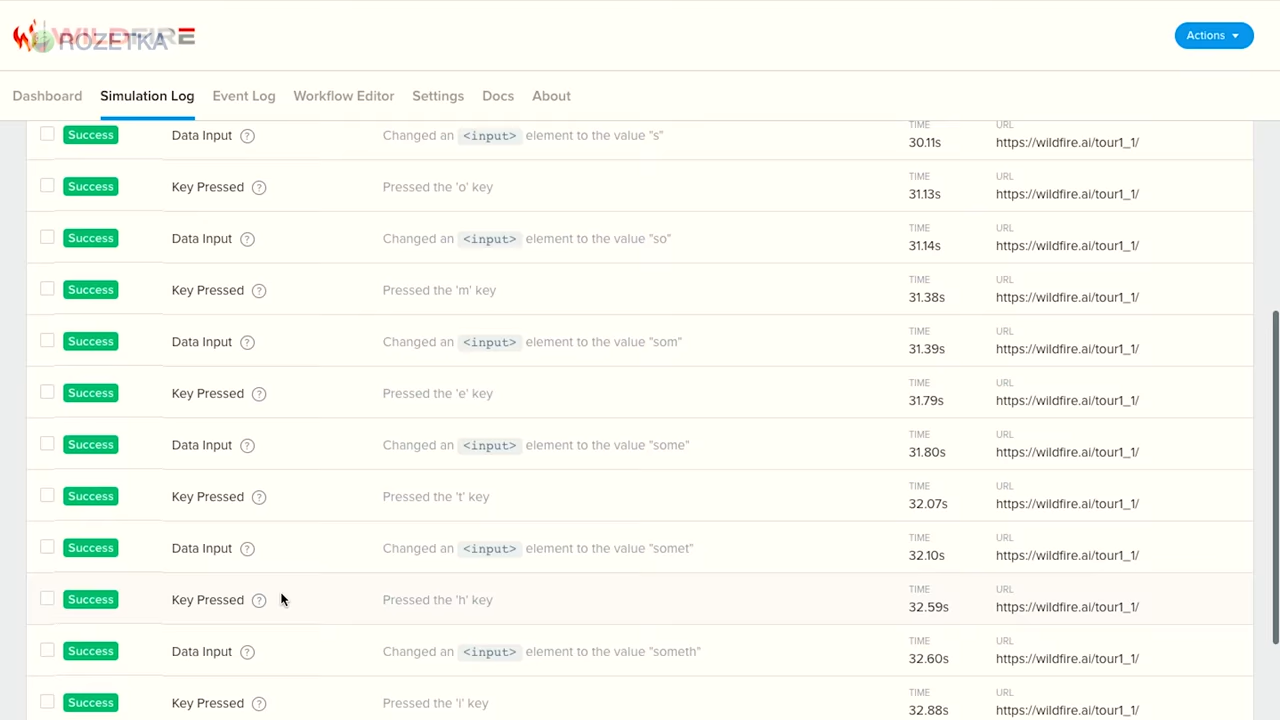 WILDFIRE
ROZETKA
Actions
Dashboard Simulation Log Event Log Workflow Editor Settings Docs About
Success Data Input ? Changed an <input> element to the value "s" TIME 30.11s URL https://wildfire.ai/tour1_1/
Success Key Pressed ? Pressed the 'o' key TIME 31.13s URL https://wildfire.ai/tour1_1/
Success Data Input ? Changed an <input> element to the value "so" TIME 31.14s URL https://wildfire.ai/tour1_1/
Success Key Pressed ? Pressed the 'm' key TIME 31.38s URL https://wildfire.ai/tour1_1/
Success Data Input ? Changed an <input> element to the value "som" TIME 31.39s URL https://wildfire.ai/tour1_1/
Success Key Pressed ? Pressed the 'e' key TIME 31.79s URL https://wildfire.ai/tour1_1/
Success Data Input ? Changed an <input> element to the value "some" TIME 31.80s URL https://wildfire.ai/tour1_1/
Success Key Pressed ? Pressed the 't' key TIME 32.07s URL https://wildfire.ai/tour1_1/
Success Data Input ? Changed an <input> element to the value "somet" TIME 32.10s URL https://wildfire.ai/tour1_1/
Success Key Pressed ? Pressed the 'h' key TIME 32.59s URL https://wildfire.ai/tour1_1/
Success Data Input ? Changed an <input> element to the value "someth" TIME 32.60s URL https://wildfire.ai/tour1_1/
Success Key Pressed ? Pressed the 'i' key TIME 32.88s URL https://wildfire.ai/tour1_1/